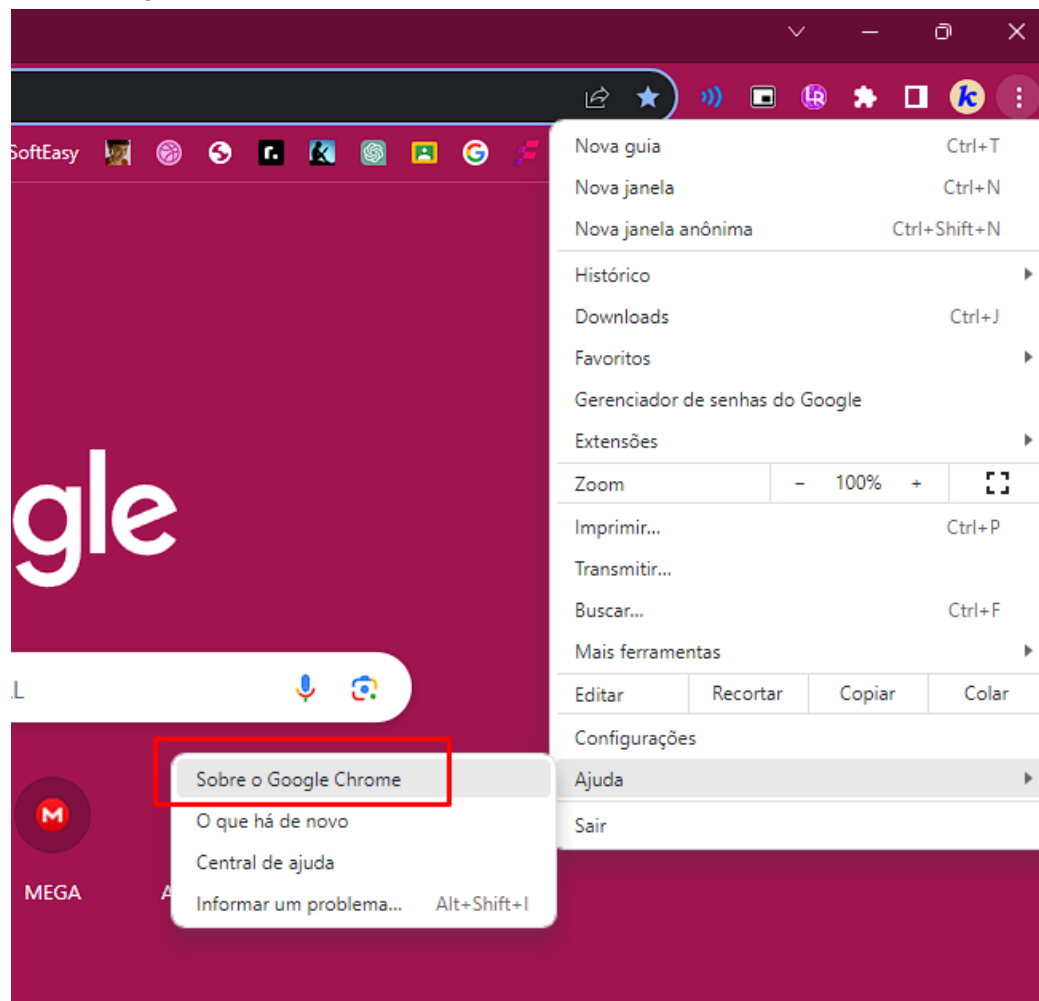 SoftEasy
Nova guia Ctrl+T
Nova janela Ctrl+N
Nova janela anônima Ctrl+Shift+N
Histórico
Downloads Ctrl+J
Favoritos
Gerenciador de senhas do Google
Extensões
Zoom - 100% +
Imprimir... Ctrl+P
Transmitir...
Buscar... Ctrl+F
Mais ferramentas
Editar Recortar Copiar Colar
Configurações
Ajuda
Sair
gle
Sobre o Google Chrome
O que há de novo
Central de ajuda
Informar um problema... Alt+Shift+I
MEGA